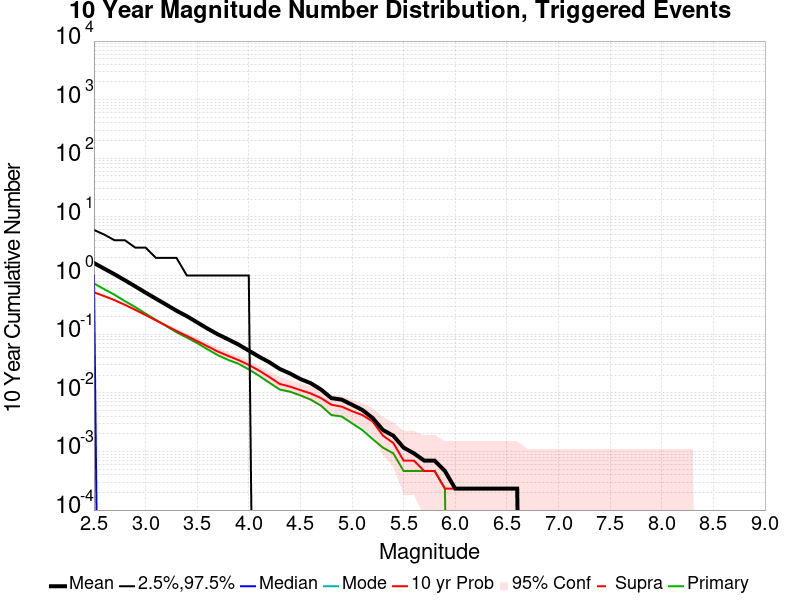 10 Year Magnitude Number Distribution, Triggered Events
10 Year Cumulative Number
10 4
10 3
10 2
10 1
10 0
10 -1
10 -2
10 -3
10 -4
2.5 3.0 3.5 4.0 4.5 5.0 5.5 6.0 6.5 7.0 7.5 8.0 8.5 9.0
Magnitude
Mean 2.5%,97.5% Median Mode 10 yr Prob 95% Conf Supra Primary